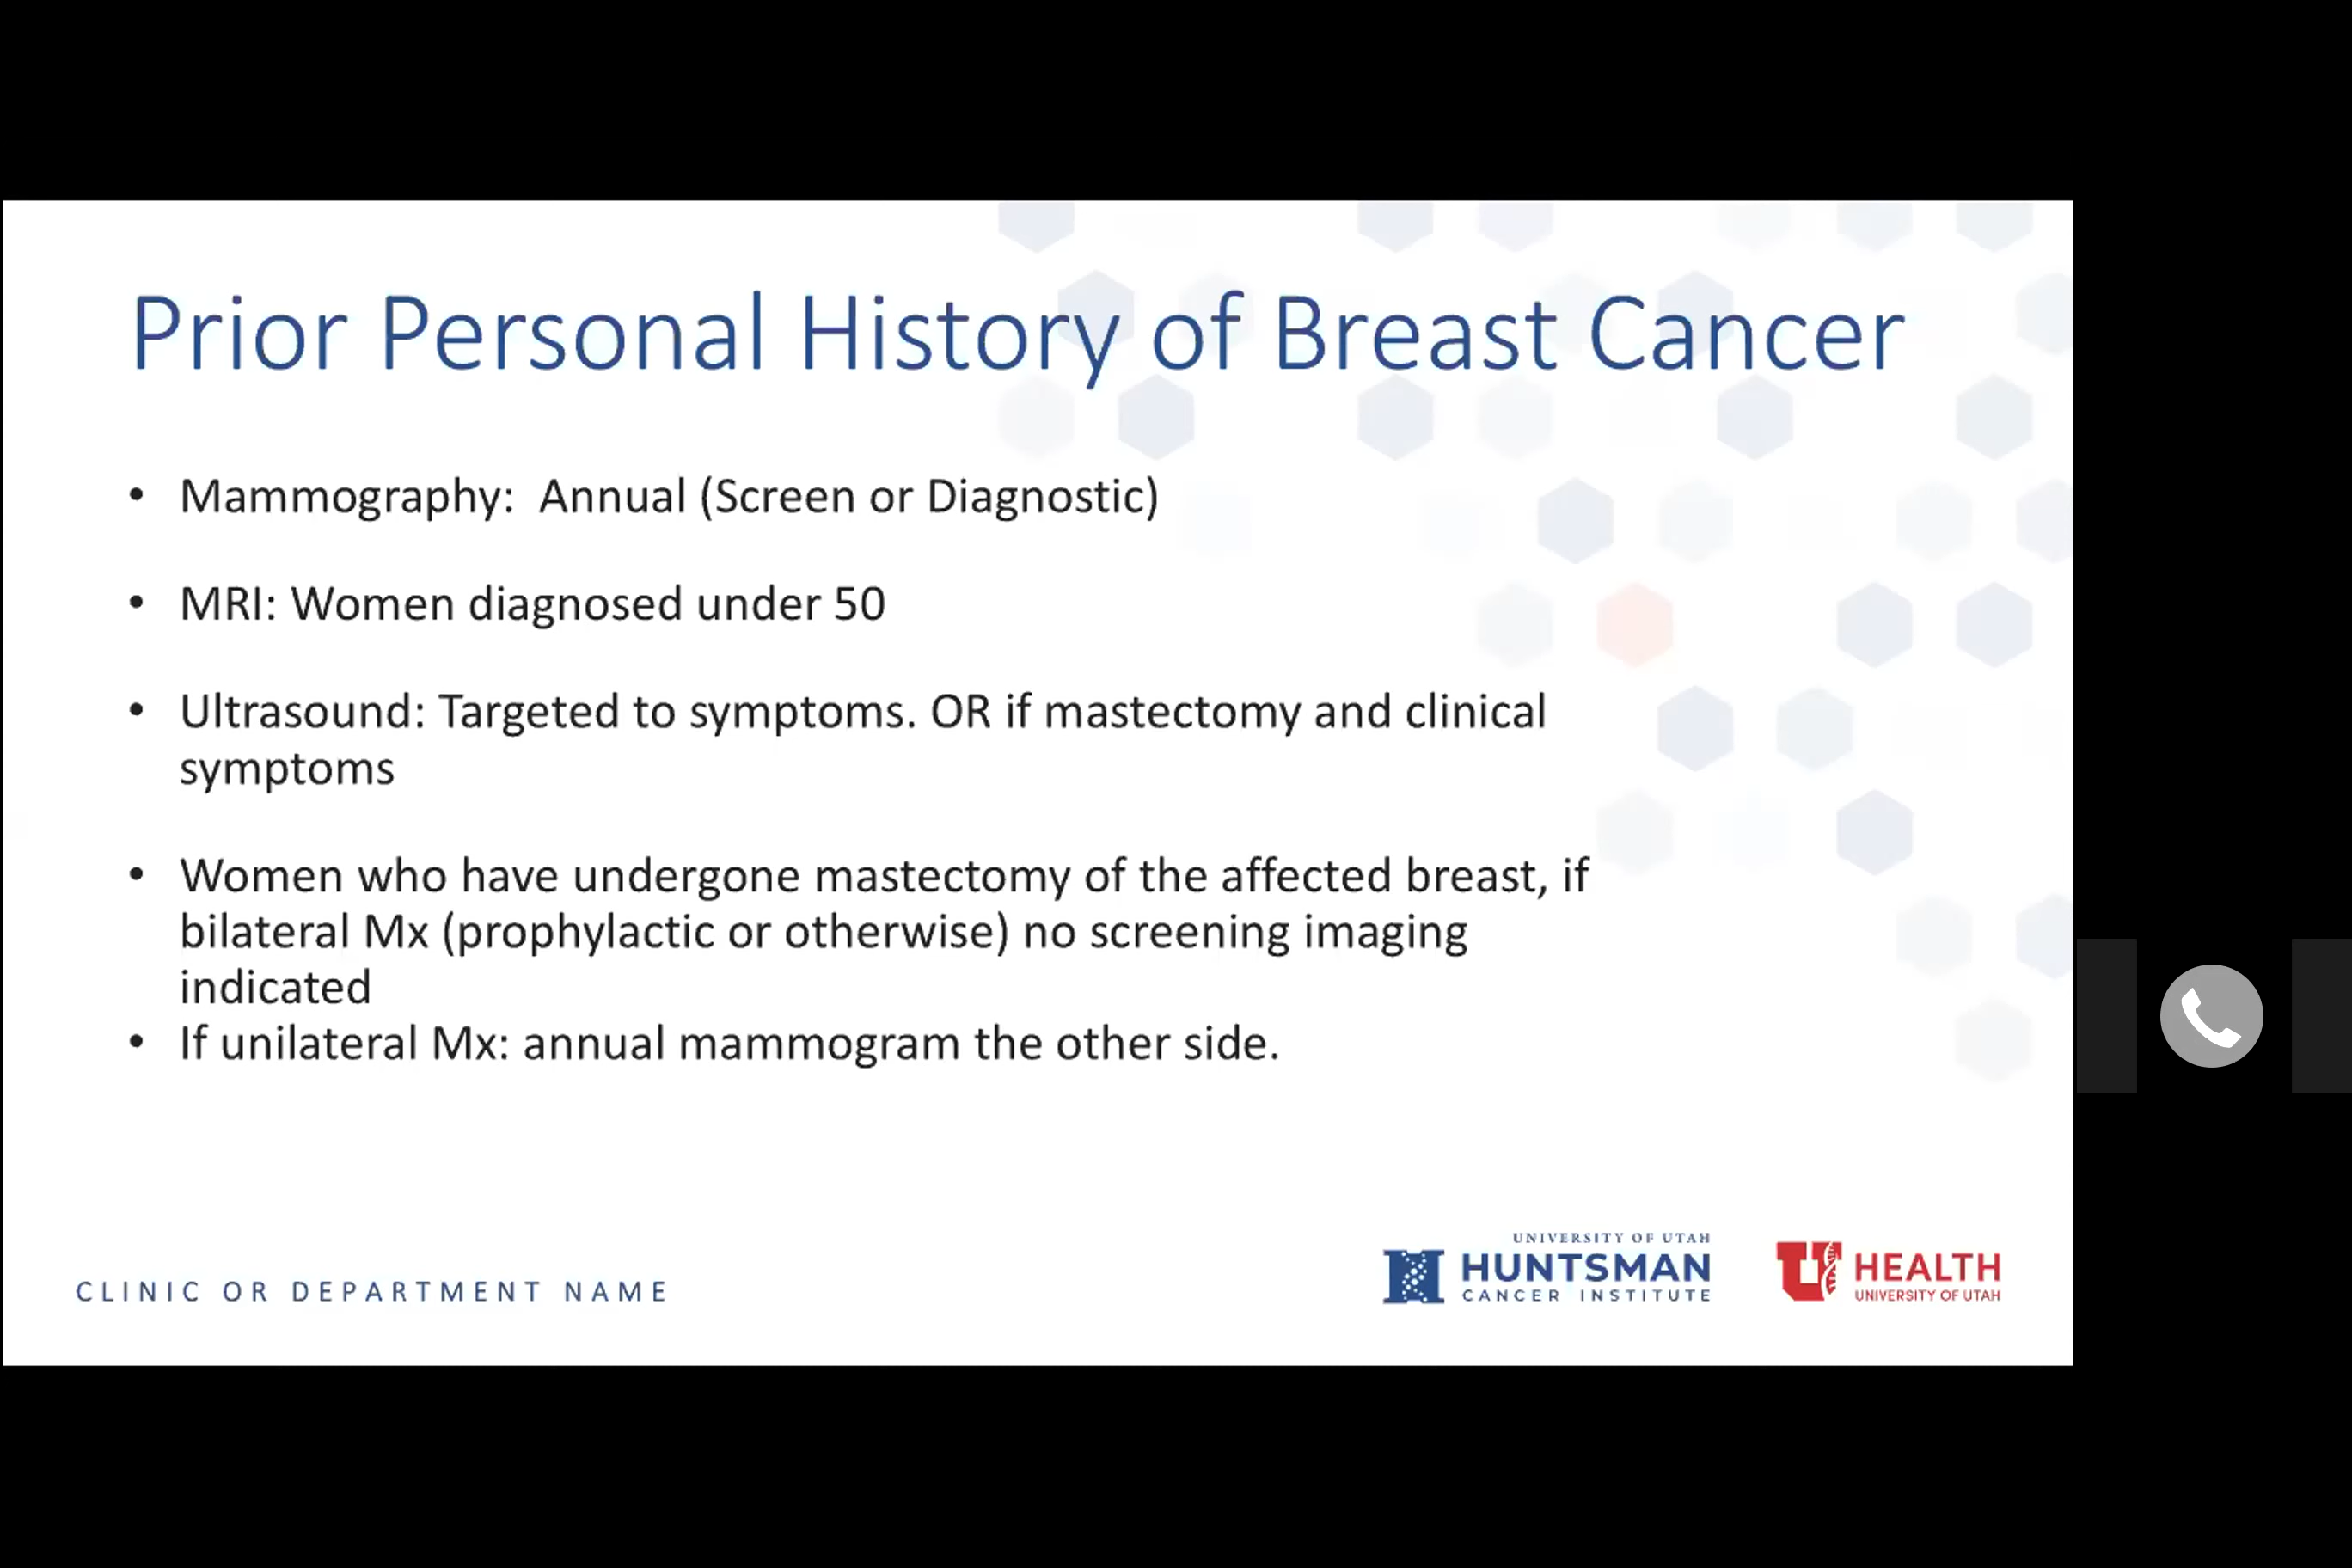 Prior Personal History of Breast Cancer
• Mammography:  Annual (Screen or Diagnostic)
• MRI: Women diagnosed under 50
• Ultrasound: Targeted to symptoms. OR if mastectomy and clinical
symptoms
• Women who have undergone mastectomy of the affected breast, if
bilateral Mx (prophylactic or otherwise) no screening imaging
indicated
• If unilateral Mx: annual mammogram the other side.
CLINIC OR DEPARTMENT NAME
UNIVERSITY OF UTAH
HUNTSMAN
CANCER INSTITUTE
U HEALTH
UNIVERSITY OF UTAH